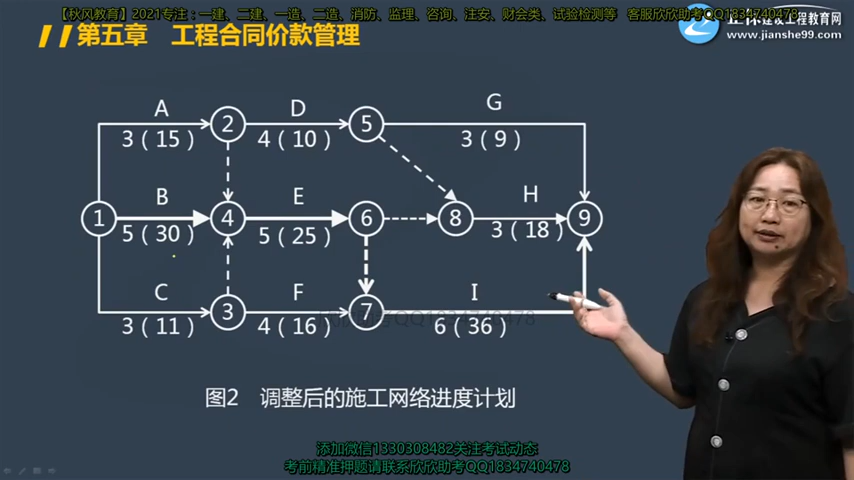 【秋风教育】2021专注：一建、二建、一造、二造、消防、监理、咨询、注安、财会类、试验检测等 客服欣欣助考QQ1834740478
建设工程教育网
www.jianshe99.com
第五章 工程合同价款管理
A
2
D
5
G
3（15）
4（10）
3（9）
1
B
4
E
6
8
H
9
5（30）
5（25）
3（18）
C
3
F
7
I
3（11）
4（16）
6（36）
QQ1834740478
图2 调整后的施工网络进度计划
添加微信1330308482关注考试动态
考前精准押题请联系欣欣助考QQ1834740478